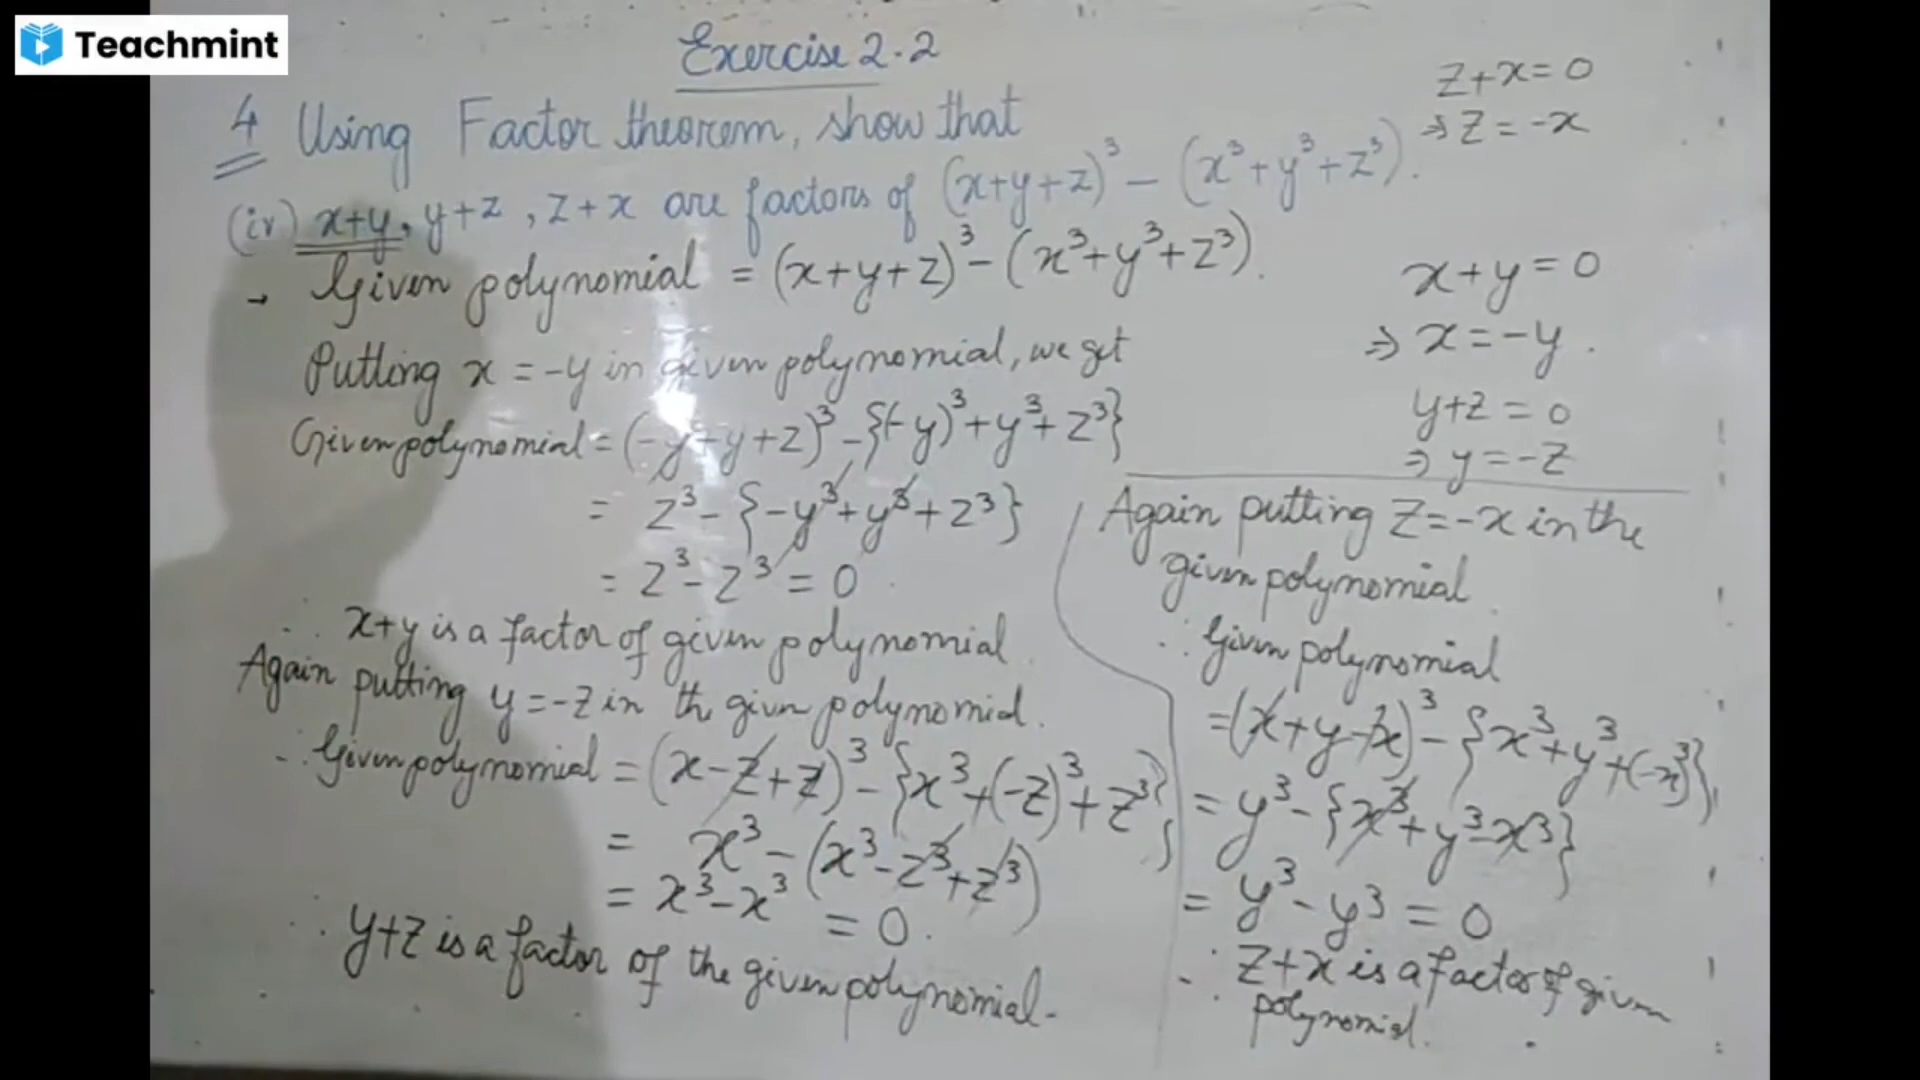 Teachmint
Exercise 2.2
4 Using Factor theorem, show that
(iv) x+y, y+z, z+x are factors of (x+y+z)³ - (x³+y³+z³).
→ Given polynomial = (x+y+z)³ - (x³+y³+z³).
Putting x = -y in given polynomial, we get
Given polynomial = (-y+y+z)³ - {(-y)³+y³+z³}
= z³ - {-y³+y³+z³}
= z³ - z³ = 0
∴ x+y is a factor of given polynomial
Again putting y = -z in th given polynomial.
∴ Given polynomial = (x-z+z)³ - {x³+(-z)³+z³}
= x³ - (x³-z³+z³)
= x³ - x³ = 0.
∴ y+z is a factor of the given polynomial.
z+x = 0
⇒ z = -x
x+y = 0
⇒ x = -y.
y+z = 0
⇒ y = -z
Again putting z = -x in the
given polynomial.
∴ Given polynomial
= (x+y-x)³ - {x³+y³+(-x)³}
= y³ - {x³+y³-x³}
= y³ - y³ = 0
∴ z+x is a factor of given
polynomial.